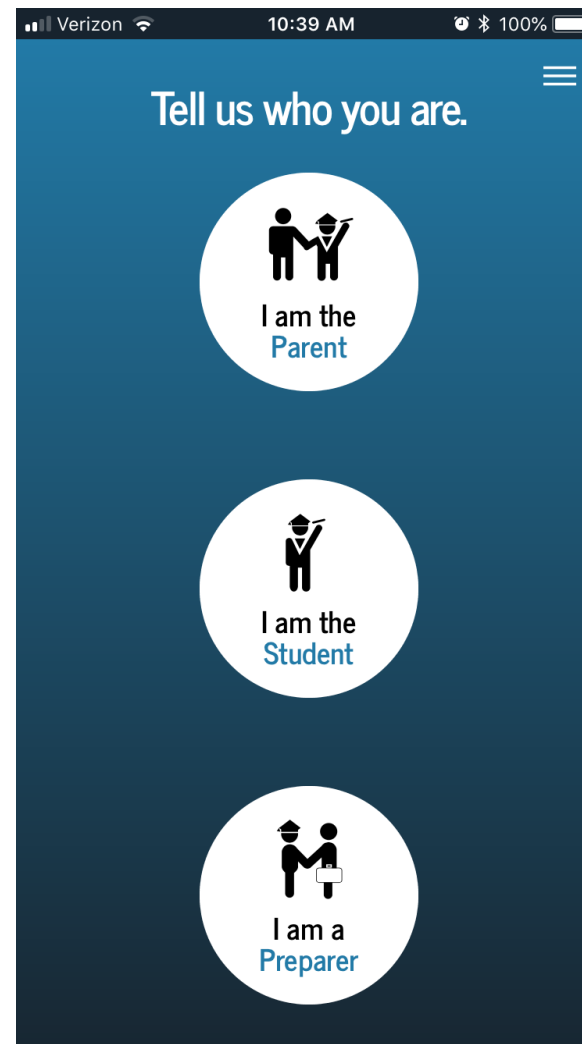 Verizon 10:39 AM 100%
Tell us who you are.
I am the
Parent
I am the
Student
I am a
Preparer